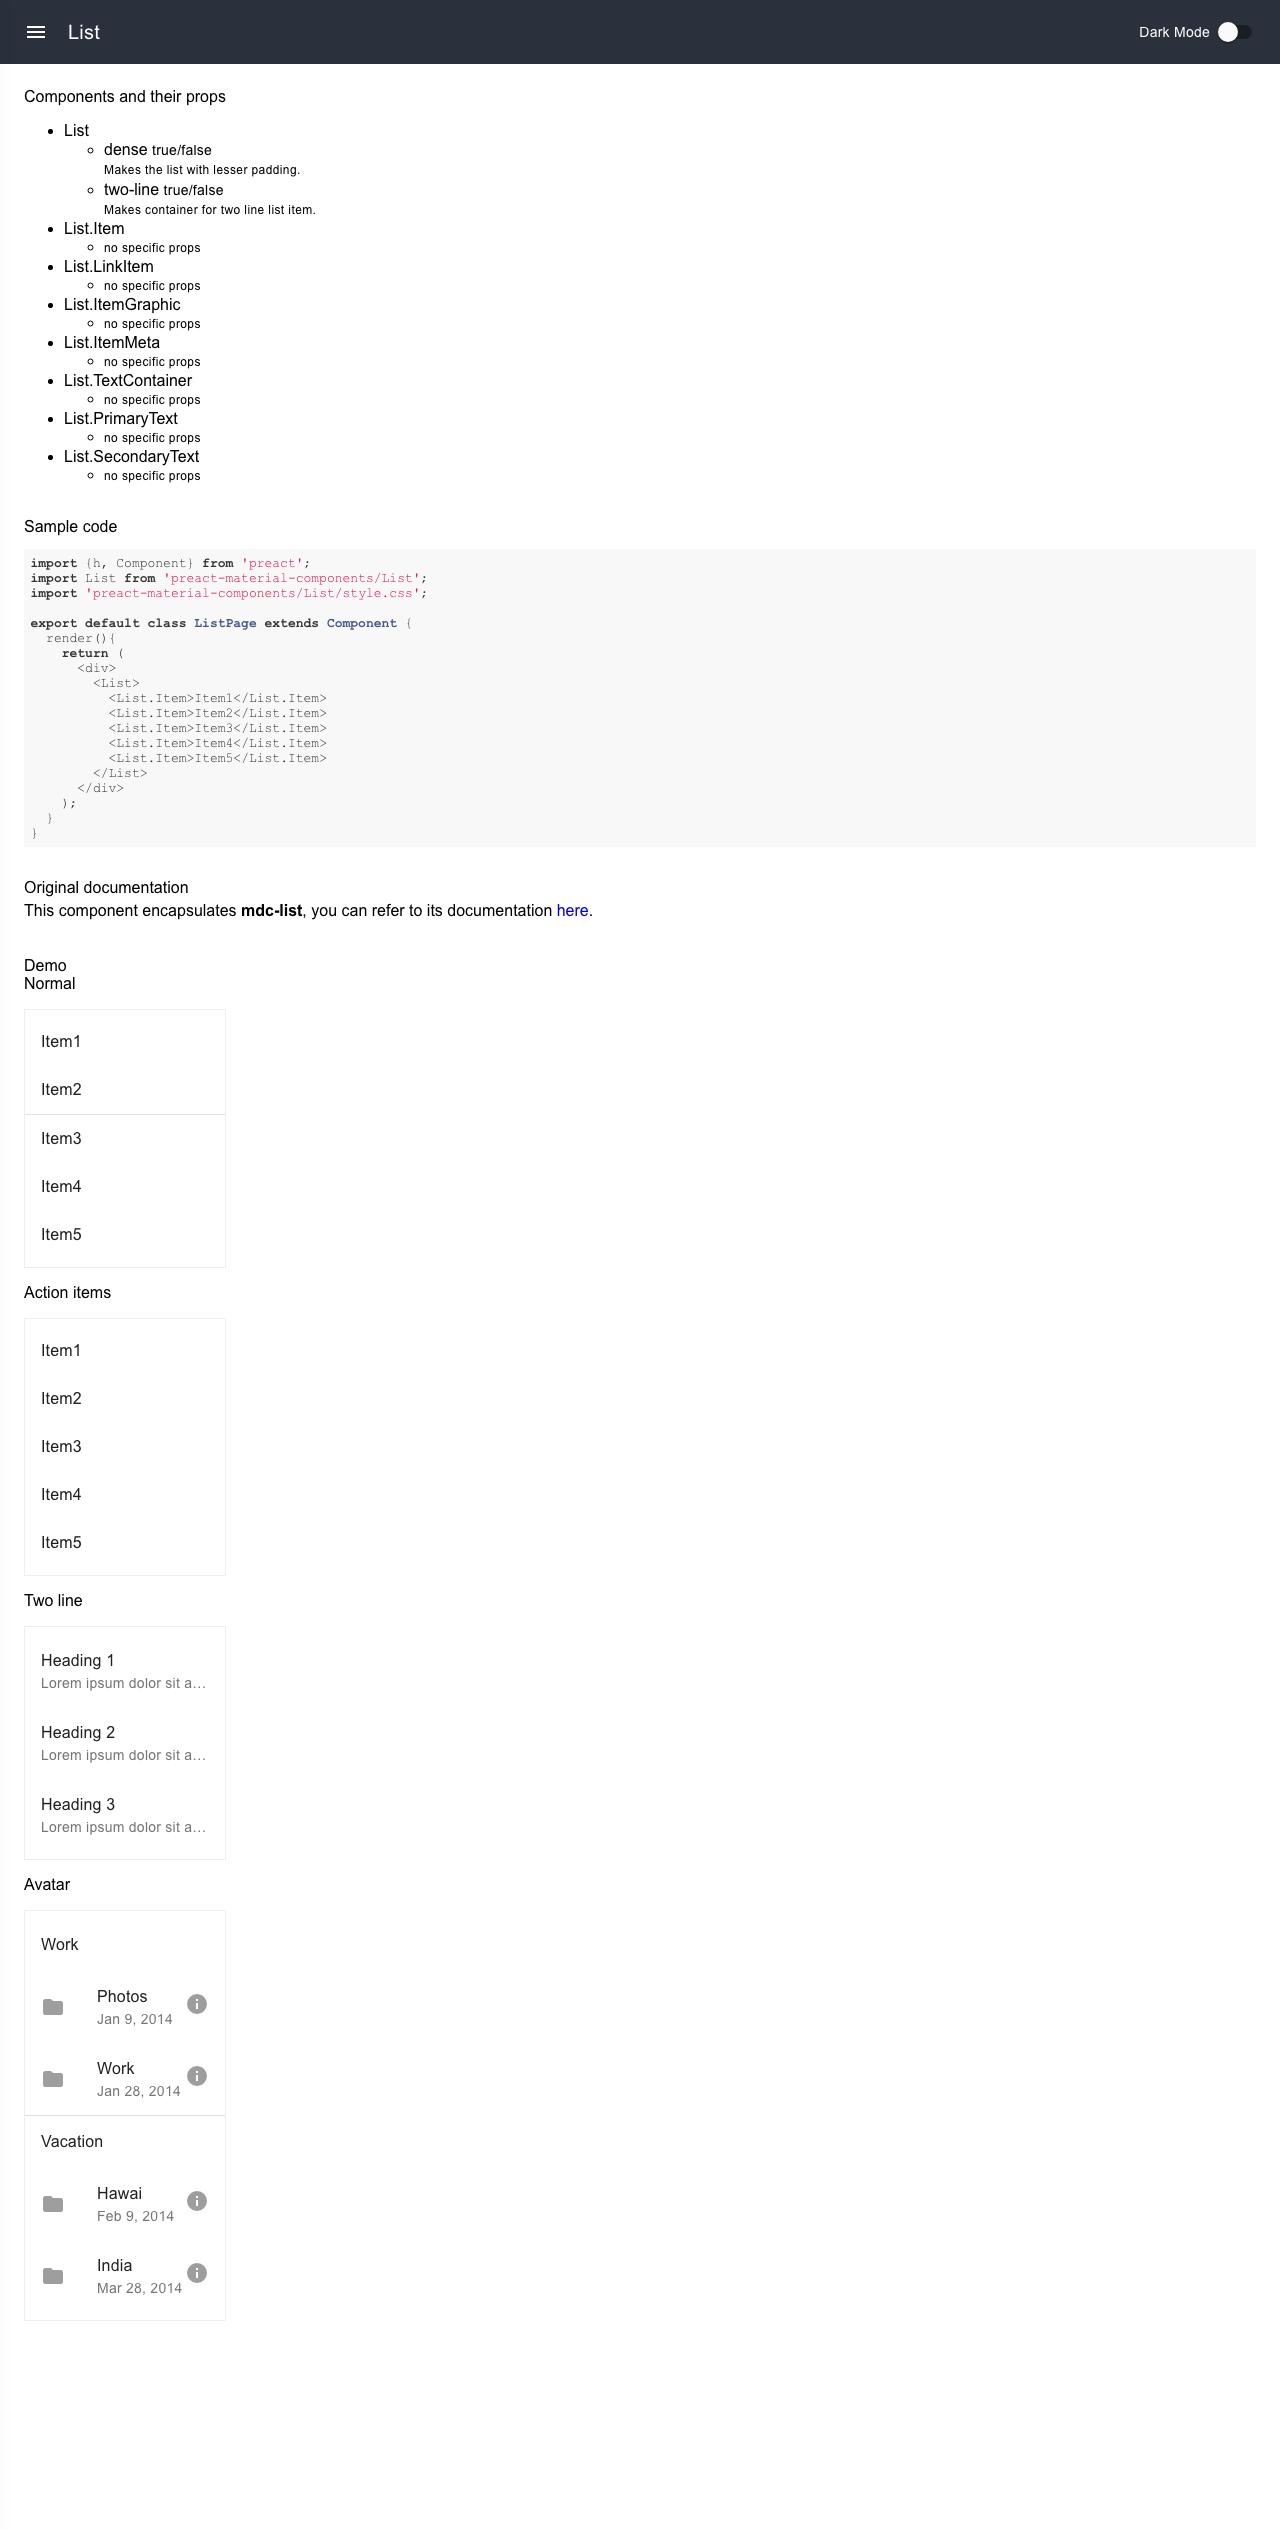 List
Dark Mode
Components and their props
List
dense true/false
Makes the list with lesser padding.
two-line true/false
Makes container for two line list item.
List.Item
no specific props
List.LinkItem
no specific props
List.ItemGraphic
no specific props
List.ItemMeta
no specific props
List.TextContainer
no specific props
List.PrimaryText
no specific props
List.SecondaryText
no specific props
Sample code
import {h, Component} from 'preact';
import List from 'preact-material-components/List';
import 'preact-material-components/List/style.css';
export default class ListPage extends Component {
render(){
return (
<div>
<List>
<List.Item>Item1</List.Item>
<List.Item>Item2</List.Item>
<List.Item>Item3</List.Item>
<List.Item>Item4</List.Item>
<List.Item>Item5</List.Item>
</List>
</div>
);
}
}
Original documentation
This component encapsulates mdc-list, you can refer to its documentation here.
Demo
Normal
Item1
Item2
Item3
Item4
Item5
Action items
Item1
Item2
Item3
Item4
Item5
Two line
Heading 1
Lorem ipsum dolor sit a...
Heading 2
Lorem ipsum dolor sit a...
Heading 3
Lorem ipsum dolor sit a...
Avatar
Work
Photos
Jan 9, 2014
Work
Jan 28, 2014
Vacation
Hawai
Feb 9, 2014
India
Mar 28, 2014